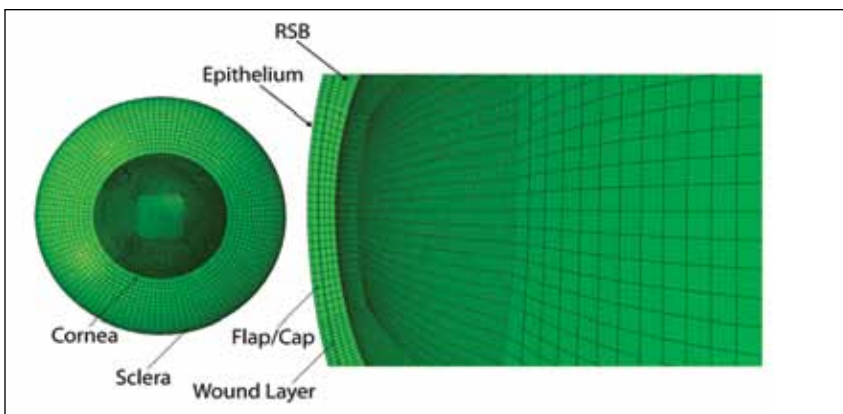 RSB
Epithelium
Cornea
Flap/Cap
Sclera
Wound Layer